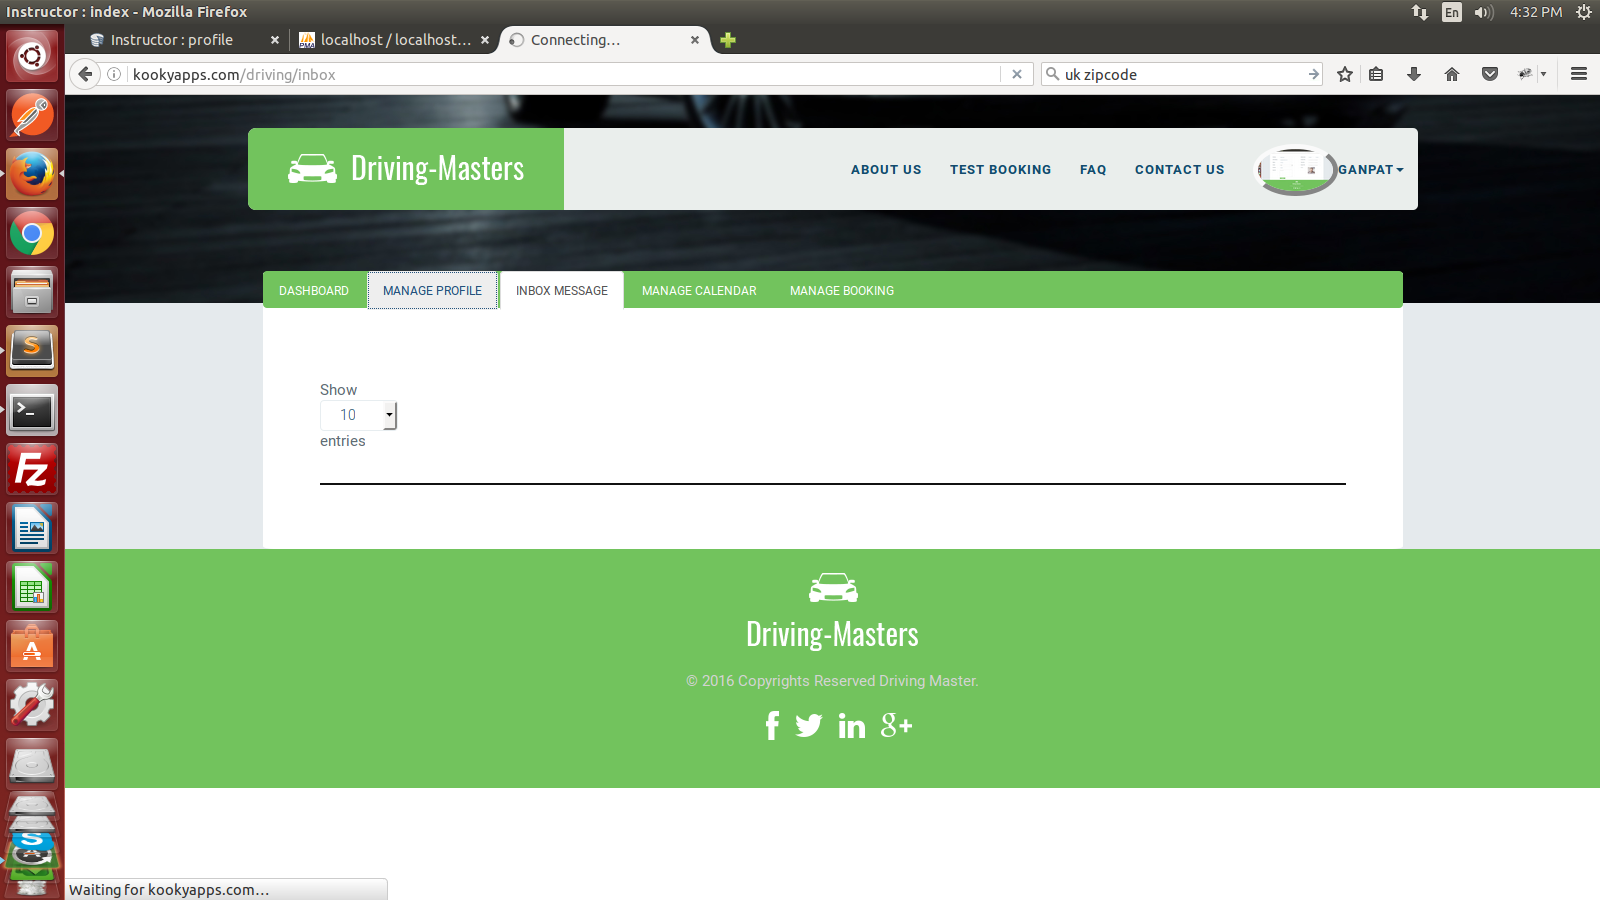 Instructor : index - Mozilla Firefox
En
4:32 PM
Instructor : profile
localhost / localhost...
Connecting...
kookyapps.com/driving/inbox
uk zipcode
Driving-Masters
ABOUT US
TEST BOOKING
FAQ
CONTACT US
GANPAT
DASHBOARD
MANAGE PROFILE
INBOX MESSAGE
MANAGE CALENDAR
MANAGE BOOKING
Show
10
entries
Driving-Masters
© 2016 Copyrights Reserved Driving Master.
Waiting for kookyapps.com...